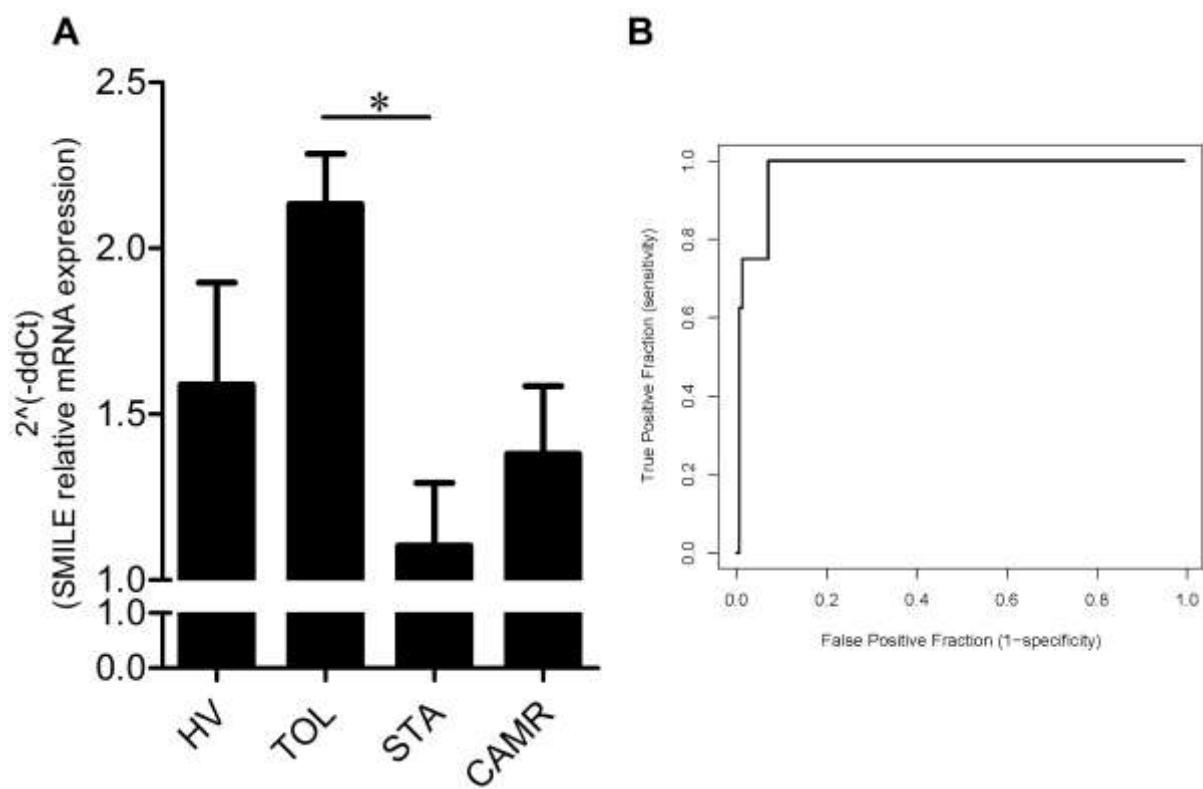 A
2^(-ddCt)
(SMILE relative mRNA expression)
2.5
2.0
1.5
1.0
1.0
0.0
*
HV
TOL
STA
CAMR
B
True Positive Fraction (sensitivity)
1.0
0.8
0.6
0.4
0.2
0.0
0.0 0.2 0.4 0.6 0.8 1.0
False Positive Fraction (1-specificity)